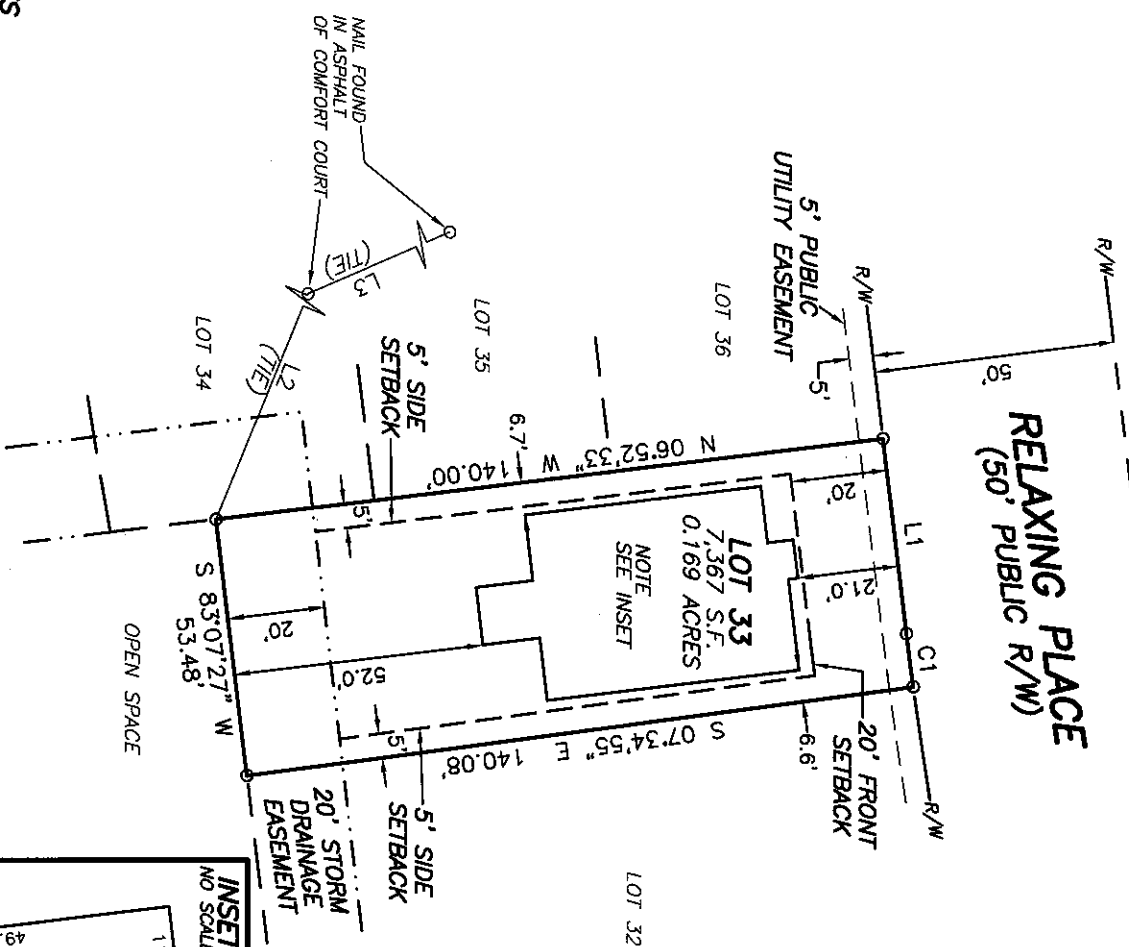 S
NAIL FOUND
IN ASPHALT
OF COMFORT COURT
R/W
50'
RELAXING PLACE
(50' PUBLIC R/W)
5' PUBLIC
UTILITY EASEMENT
R/W
5'
LOT 36
LOT 35
LOT 34
L3
(TIE)
L2
(TIE)
5' SIDE
SETBACK
6.7'
N 06°52'33" W 140.00'
5'
20'
L1
21.0'
C1
LOT 33
7,367 S.F.
0.169 ACRES
NOTE
SEE INSET
20' FRONT
SETBACK
R/W
6.6'
S 07°34'55" E 140.08'
52.0'
20'
S 83°07'27" W
53.48'
OPEN SPACE
5'
5' SIDE
SETBACK
20' STORM
DRAINAGE
EASEMENT
LOT 32
INSET
NO SCAL
49.
1